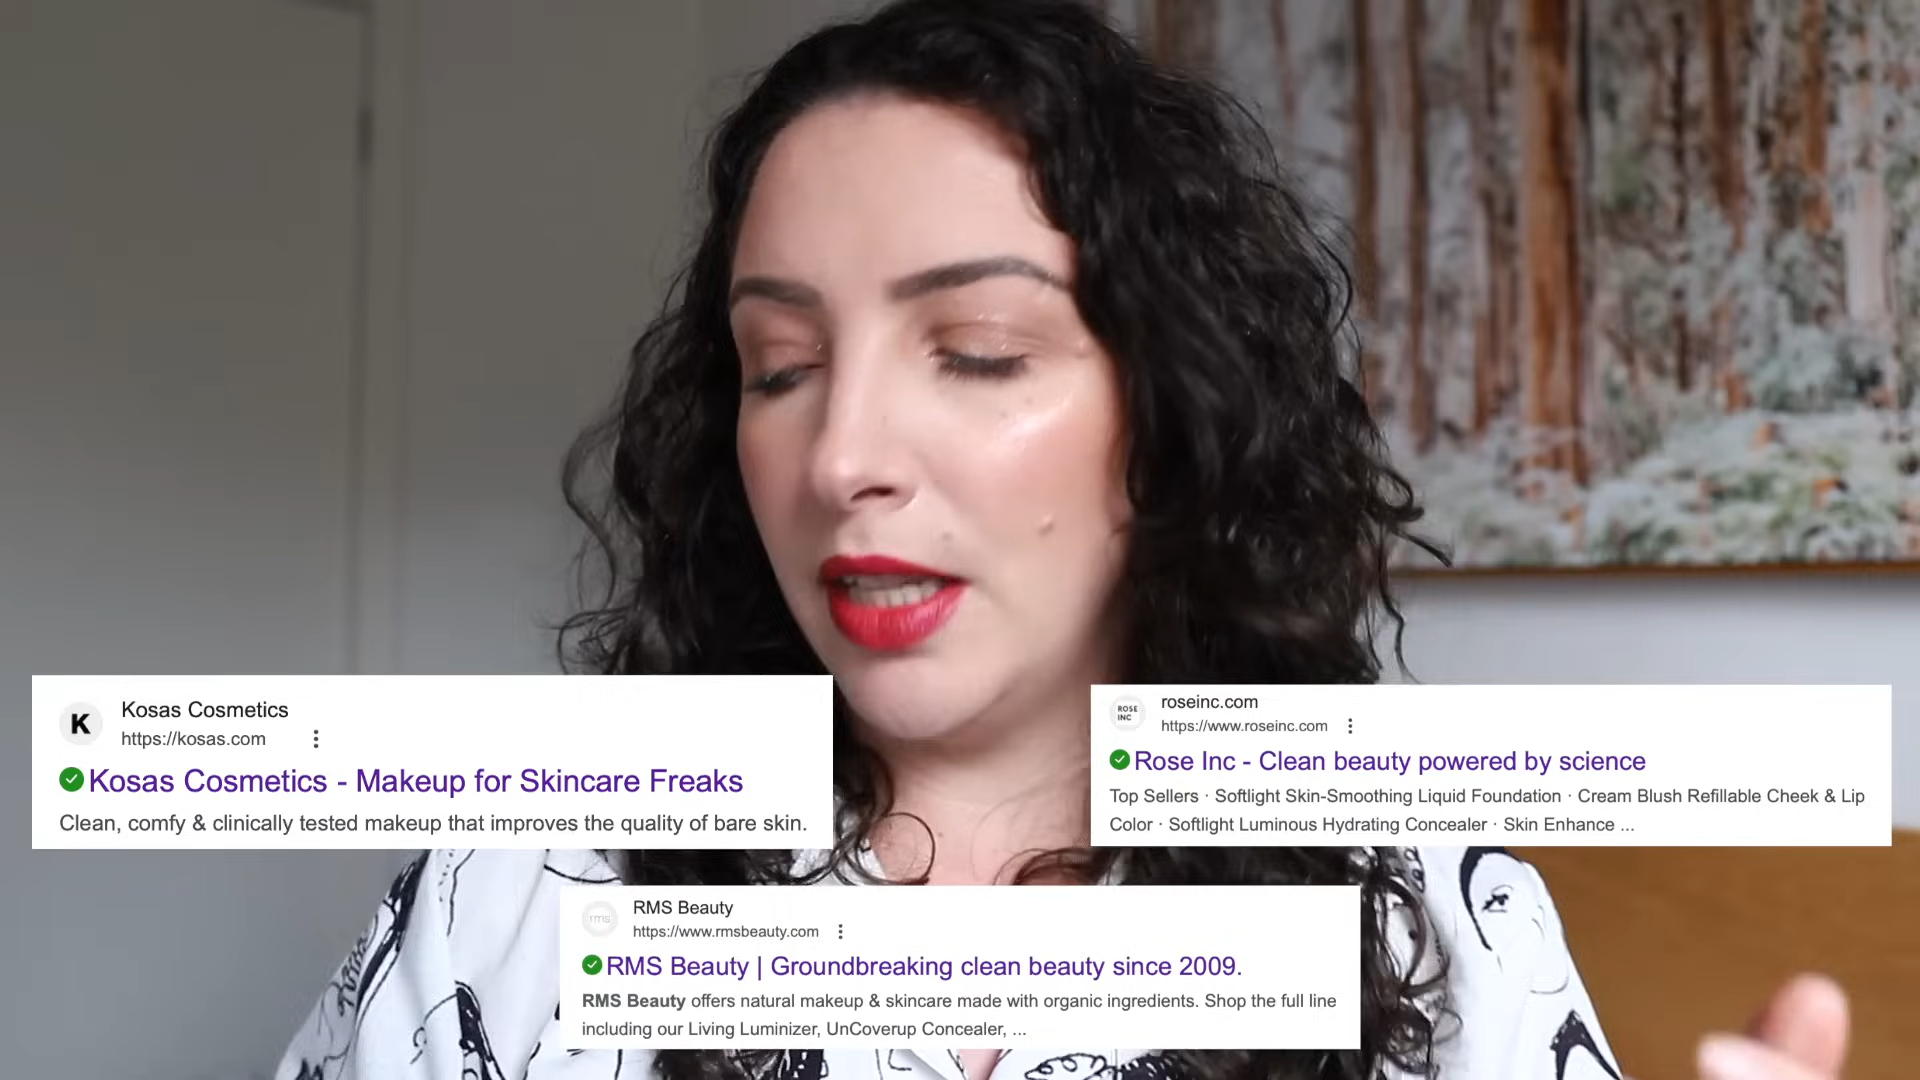 K
Kosas Cosmetics
https://kosas.com
Kosas Cosmetics - Makeup for Skincare Freaks
Clean, comfy & clinically tested makeup that improves the quality of bare skin.
ROSE
INC
roseinc.com
https://www.roseinc.com
Rose Inc - Clean beauty powered by science
Top Sellers · Softlight Skin-Smoothing Liquid Foundation · Cream Blush Refillable Cheek & Lip
Color · Softlight Luminous Hydrating Concealer · Skin Enhance ...
rms
RMS Beauty
https://www.rmsbeauty.com
RMS Beauty | Groundbreaking clean beauty since 2009.
RMS Beauty offers natural makeup & skincare made with organic ingredients. Shop the full line
including our Living Luminizer, UnCoverup Concealer, ...